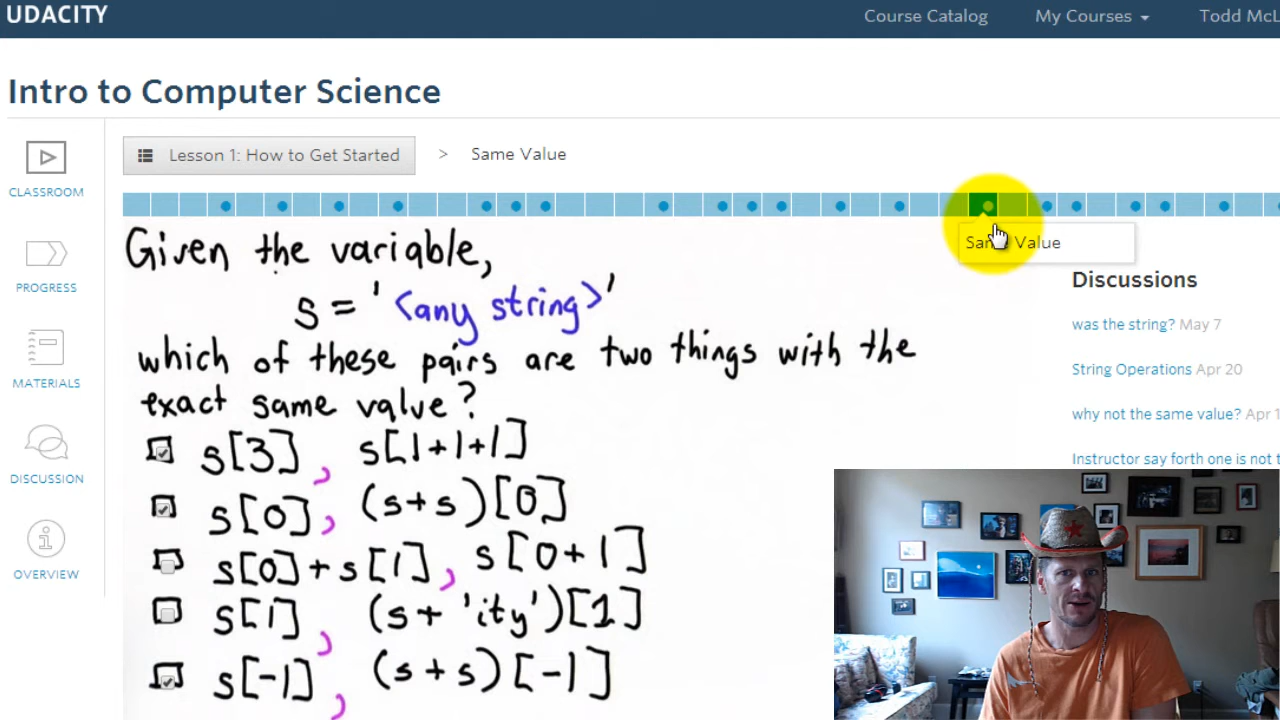 UDACITY
Course Catalog
My Courses
Todd McL
Intro to Computer Science
Lesson 1: How to Get Started
> Same Value
CLASSROOM
PROGRESS
MATERIALS
DISCUSSION
OVERVIEW
Same Value
Given the variable,
s = '<any string>'
which of these pairs are two things with the
exact same value?
s[3], s[1+1+1]
s[0], (s+s)[0]
s[0]+s[1], s[0+1]
s[1], (s+'ity')[1]
s[-1], (s+s)[-1]
Discussions
was the string? May 7
String Operations Apr 20
why not the same value? Apr 1
Instructor say forth one is not t